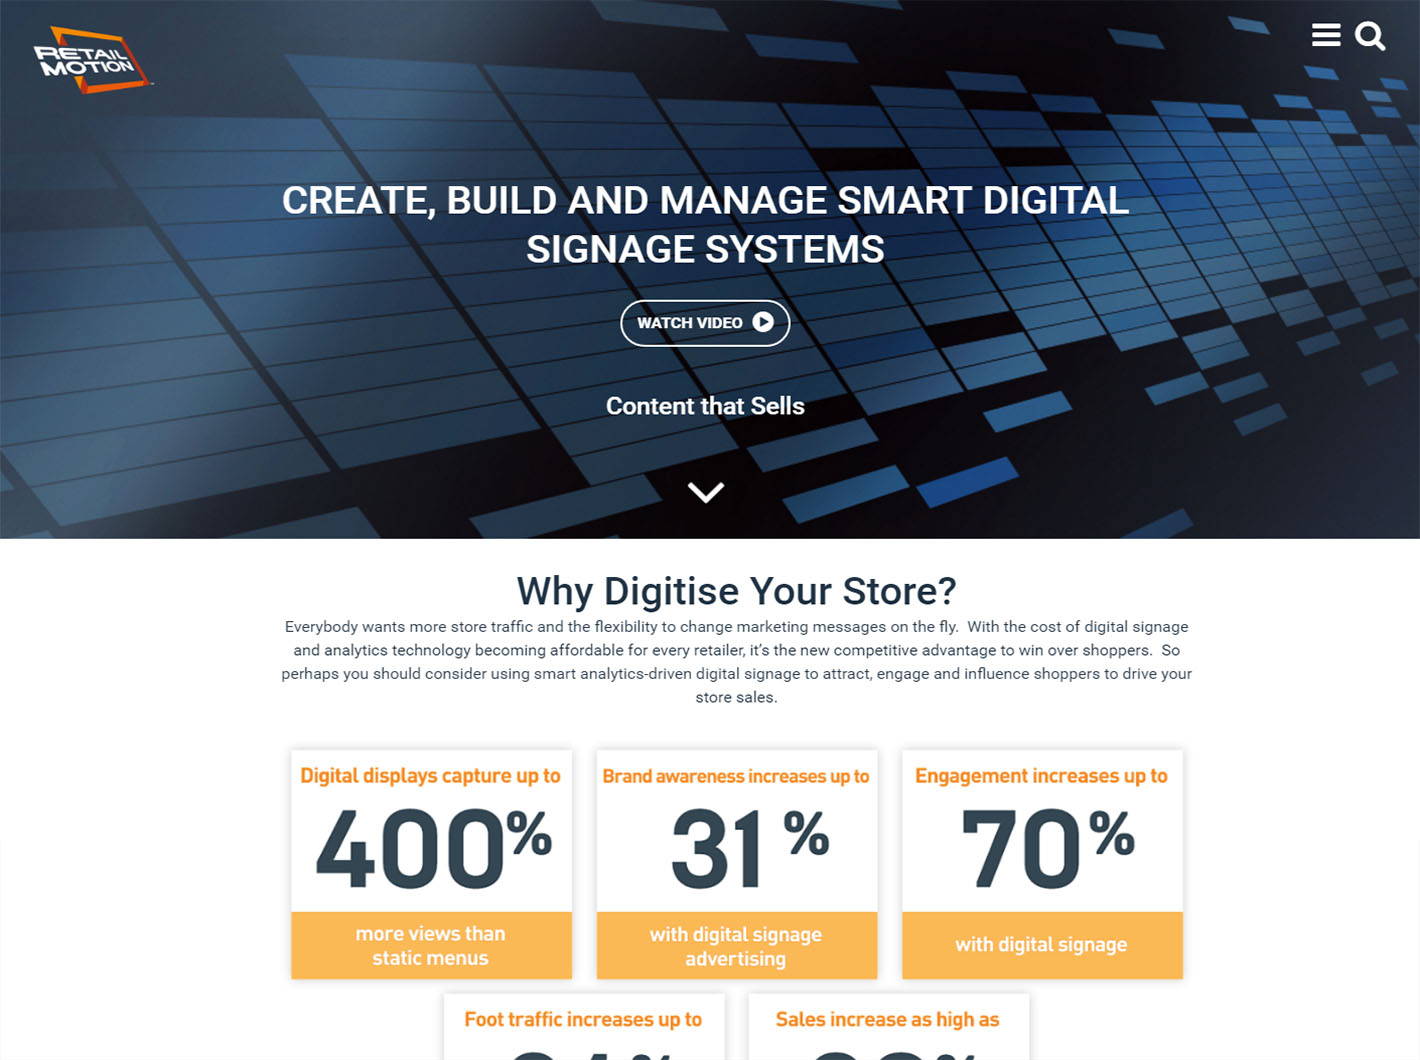 RETAIL
MOTION
CREATE, BUILD AND MANAGE SMART DIGITAL
SIGNAGE SYSTEMS
WATCH VIDEO
Content that Sells
Why Digitise Your Store?
Everybody wants more store traffic and the flexibility to change marketing messages on the fly.  With the cost of digital signage
and analytics technology becoming affordable for every retailer, it’s the new competitive advantage to win over shoppers.  So
perhaps you should consider using smart analytics-driven digital signage to attract, engage and influence shoppers to drive your
store sales.
Digital displays capture up to
400%
more views than
static menus
Brand awareness increases up to
31%
with digital signage
advertising
Engagement increases up to
70%
with digital signage
Foot traffic increases up to
Sales increase as high as